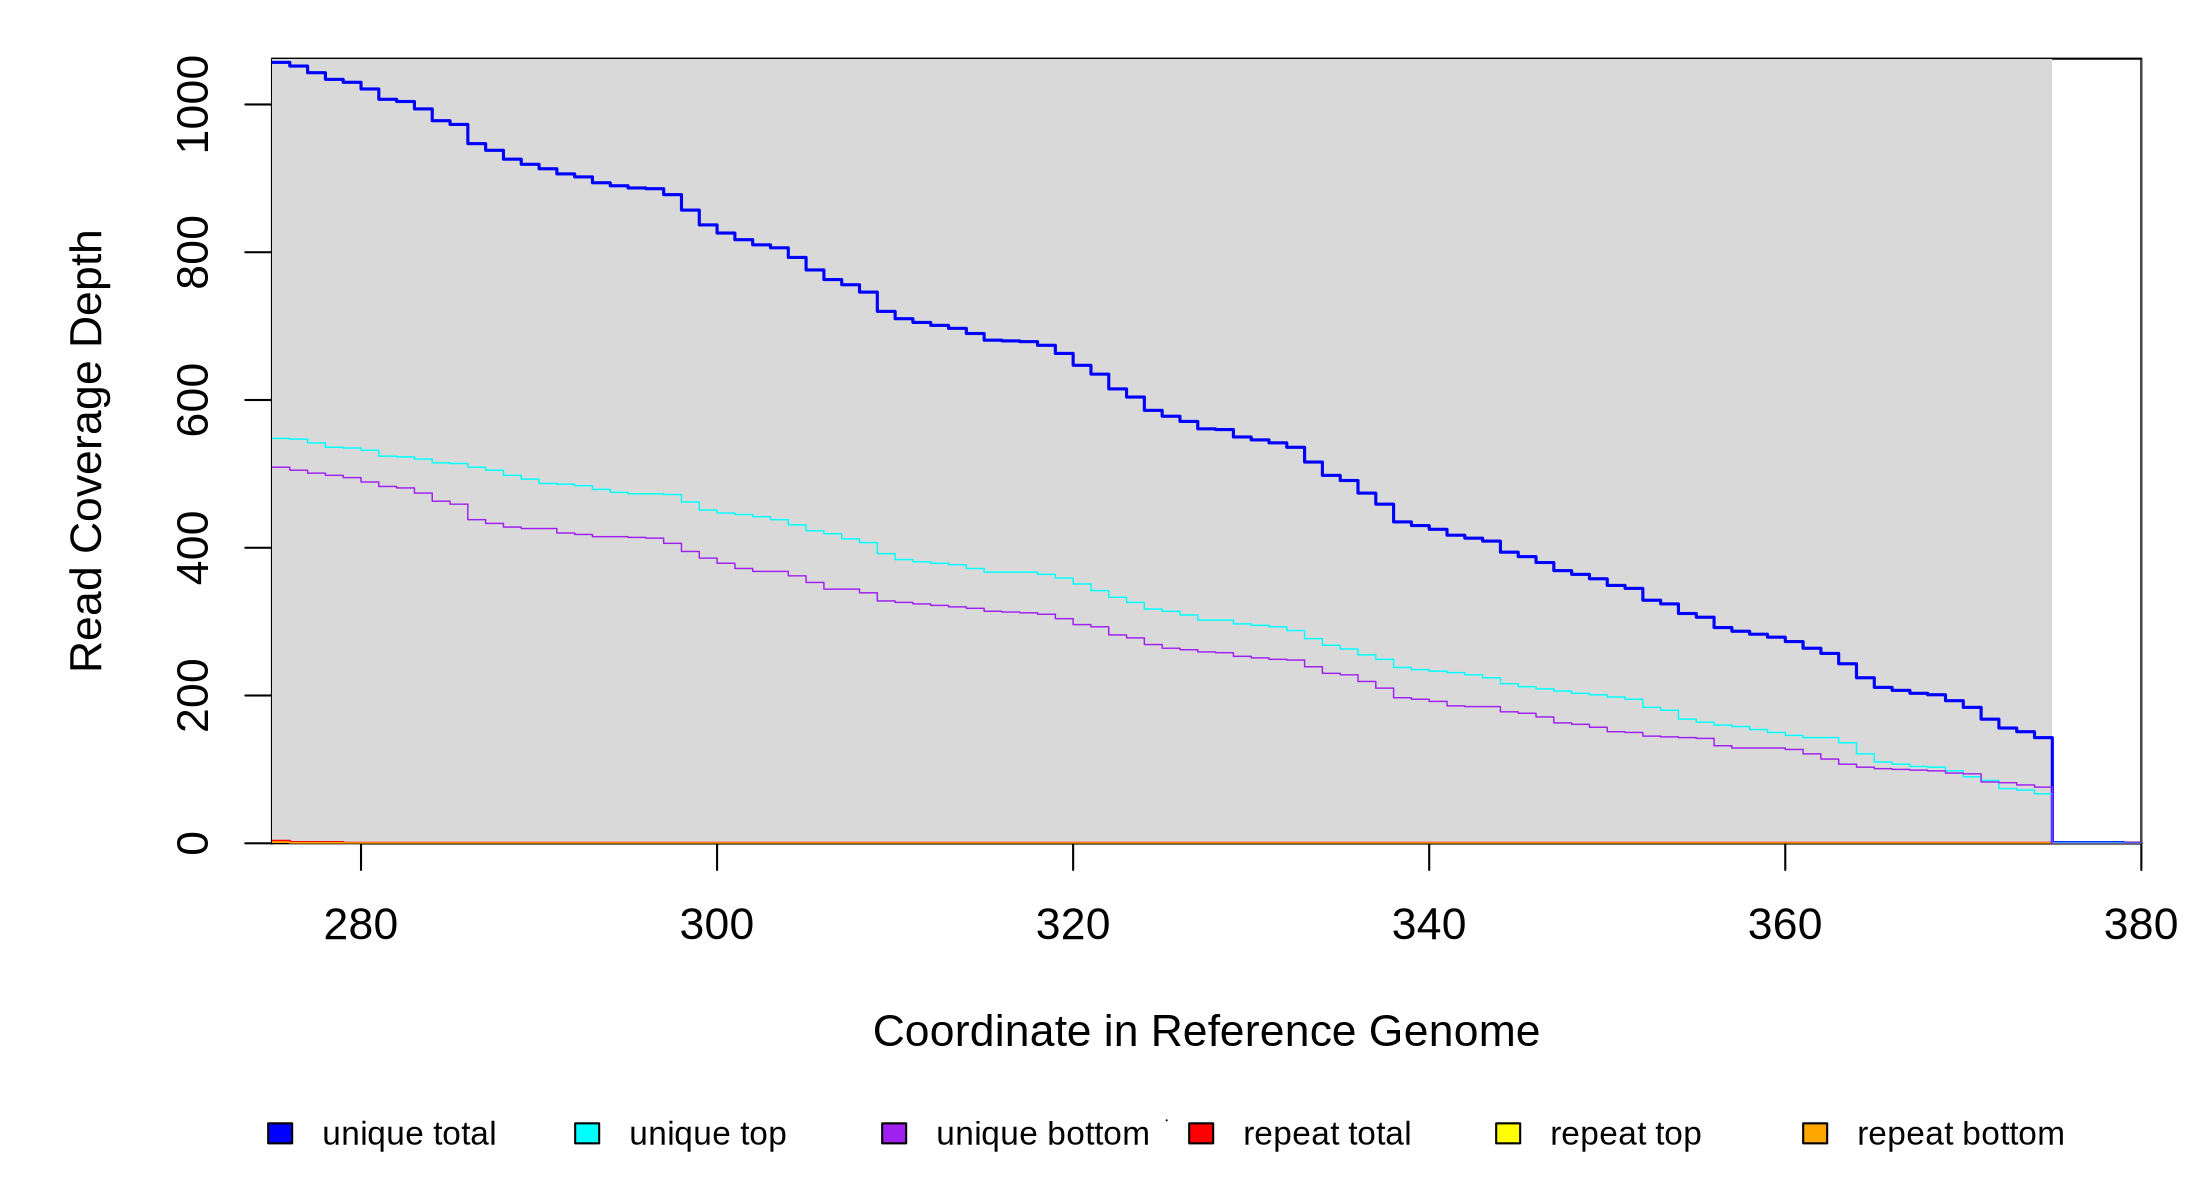 Read Coverage Depth
1000
800
600
400
200
0
280 300 320 340 360 380
Coordinate in Reference Genome
unique total unique top unique bottom repeat total repeat top repeat bottom